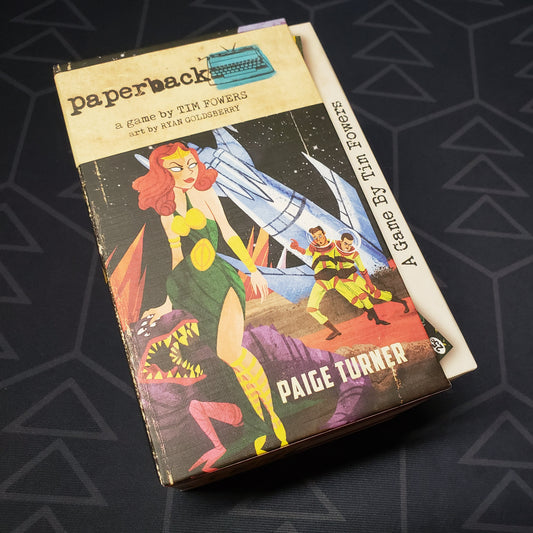 paperback
a game by TIM FOWERS
art by RYAN GOLDSBERRY
PAIGE TURNER
A Game By Tim Fowers